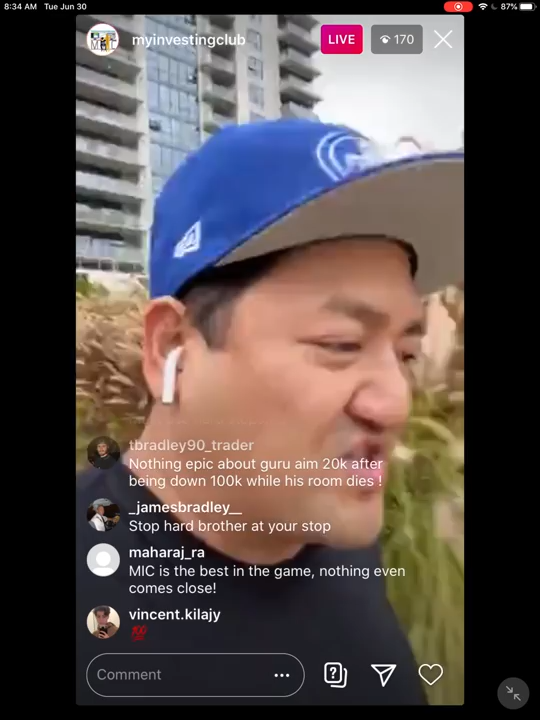 8:34 AM Tue Jun 30
87%
myinvestingclub
LIVE
170
tbradley90_trader
Nothing epic about guru aim 20k after
being down 100k while his room dies !
_jamesbradley__
Stop hard brother at your stop
maharaj_ra
MIC is the best in the game, nothing even
comes close!
vincent.kilajy
💯
Comment